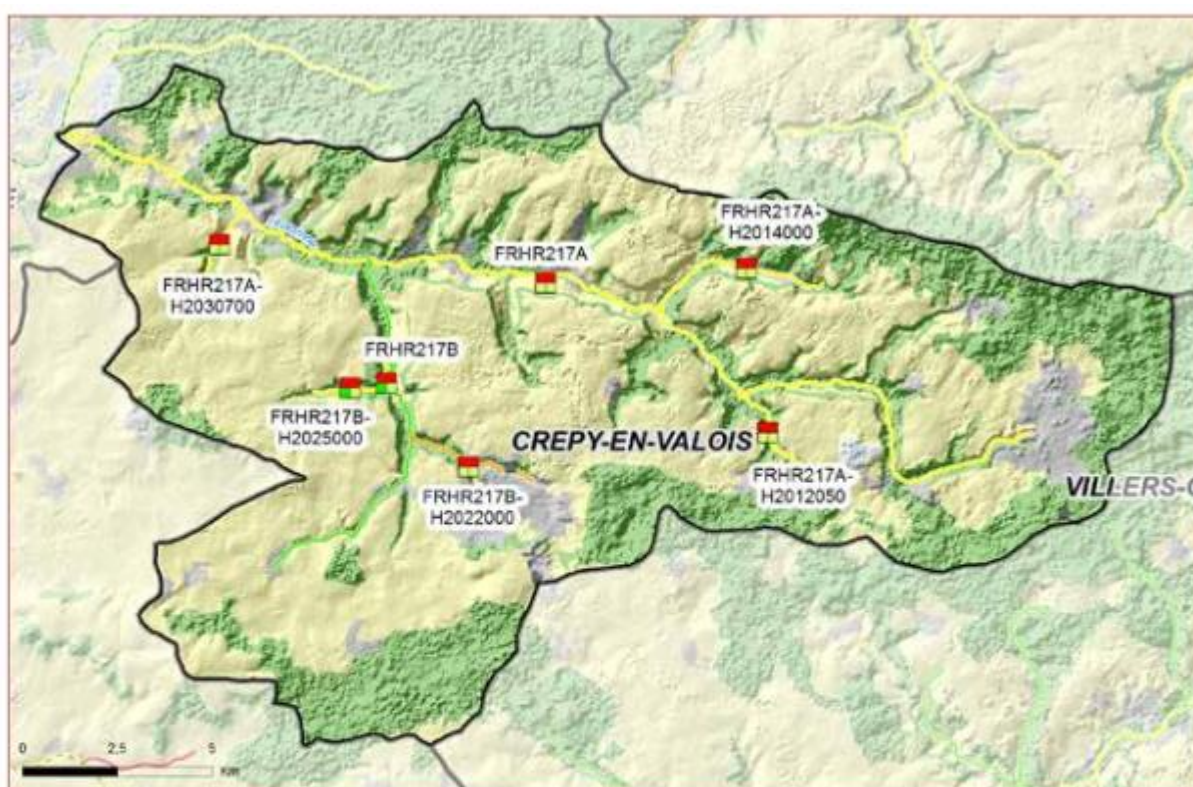 FRHR217A-
H2014000
FRHR217A
FRHR217A-
H2030700
FRHR217B
FRHR217B-
H2025000
CREPY-EN-VALOIS
FRHR217B-
H2022000
FRHR217A-
H2012050
VILLERS-C
0 2,5 5
Km